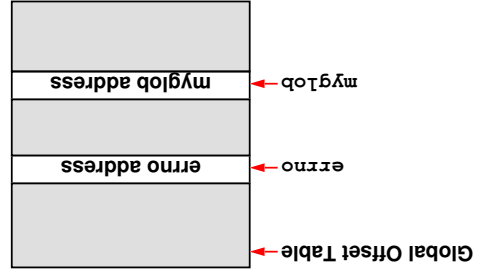 Global Offset Table
errno
errno address
myglob
myglob address